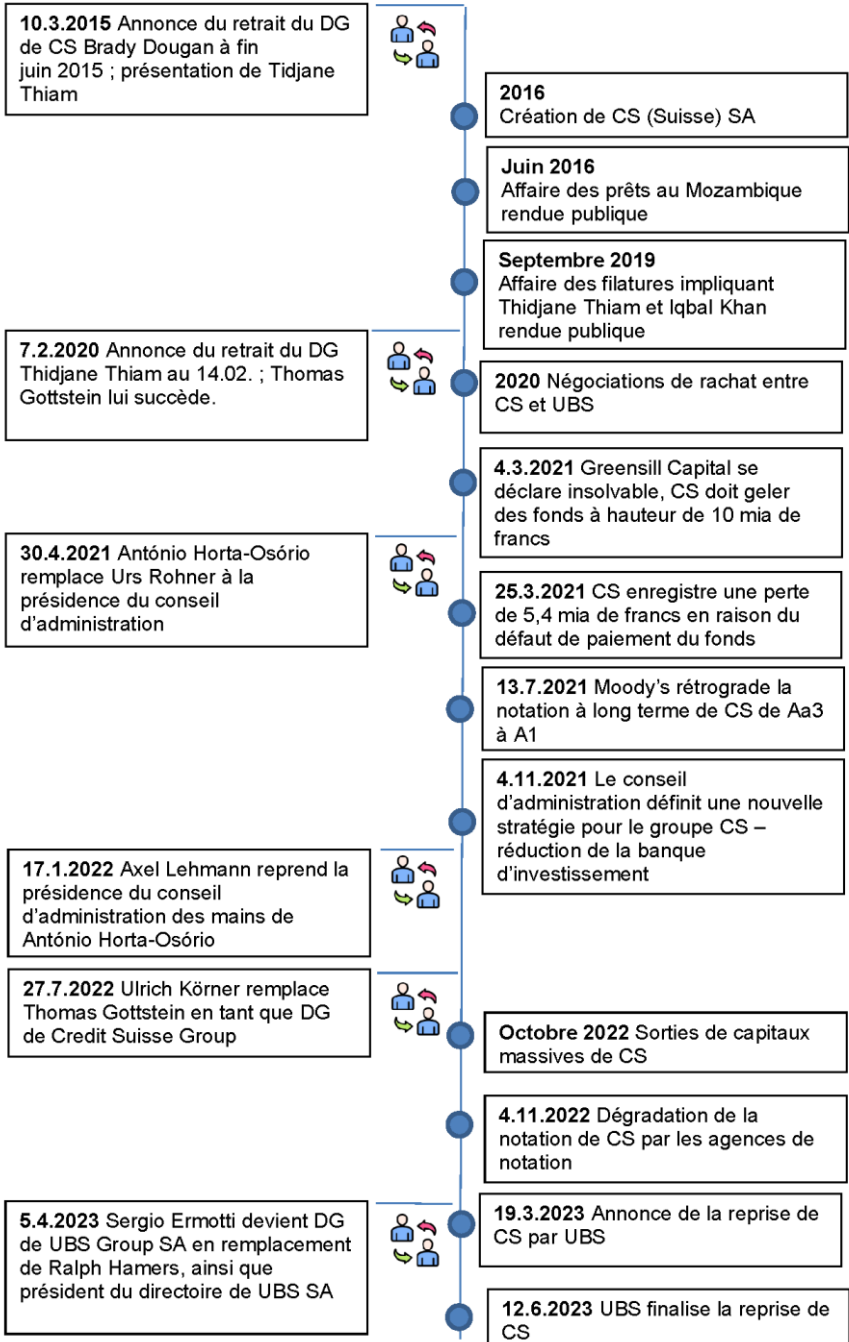 10.3.2015 Annonce du retrait du DG
de CS Brady Dougan à fin
juin 2015 ; présentation de Tidjane
Thiam
2016
Création de CS (Suisse) SA
Juin 2016
Affaire des prêts au Mozambique
rendue publique
Septembre 2019
Affaire des filatures impliquant
Thidjane Thiam et Iqbal Khan
rendue publique
7.2.2020 Annonce du retrait du DG
Thidjane Thiam au 14.02. ; Thomas
Gottstein lui succède.
2020 Négociations de rachat entre
CS et UBS
4.3.2021 Greensill Capital se
déclare insolvable, CS doit geler
des fonds à hauteur de 10 mia de
francs
30.4.2021 António Horta-Osório
remplace Urs Rohner à la
présidence du conseil
d’administration
25.3.2021 CS enregistre une perte
de 5,4 mia de francs en raison du
défaut de paiement du fonds
13.7.2021 Moody’s rétrograde la
notation à long terme de CS de Aa3
à A1
4.11.2021 Le conseil
d’administration définit une nouvelle
stratégie pour le groupe CS –
réduction de la banque
d’investissement
17.1.2022 Axel Lehmann reprend la
présidence du conseil
d’administration des mains de
António Horta-Osório
27.7.2022 Ulrich Körner remplace
Thomas Gottstein en tant que DG
de Credit Suisse Group
Octobre 2022 Sorties de capitaux
massives de CS
4.11.2022 Dégradation de la
notation de CS par les agences de
notation
5.4.2023 Sergio Ermotti devient DG
de UBS Group SA en remplacement
de Ralph Hamers, ainsi que
président du directoire de UBS SA
19.3.2023 Annonce de la reprise de
CS par UBS
12.6.2023 UBS finalise la reprise de
CS